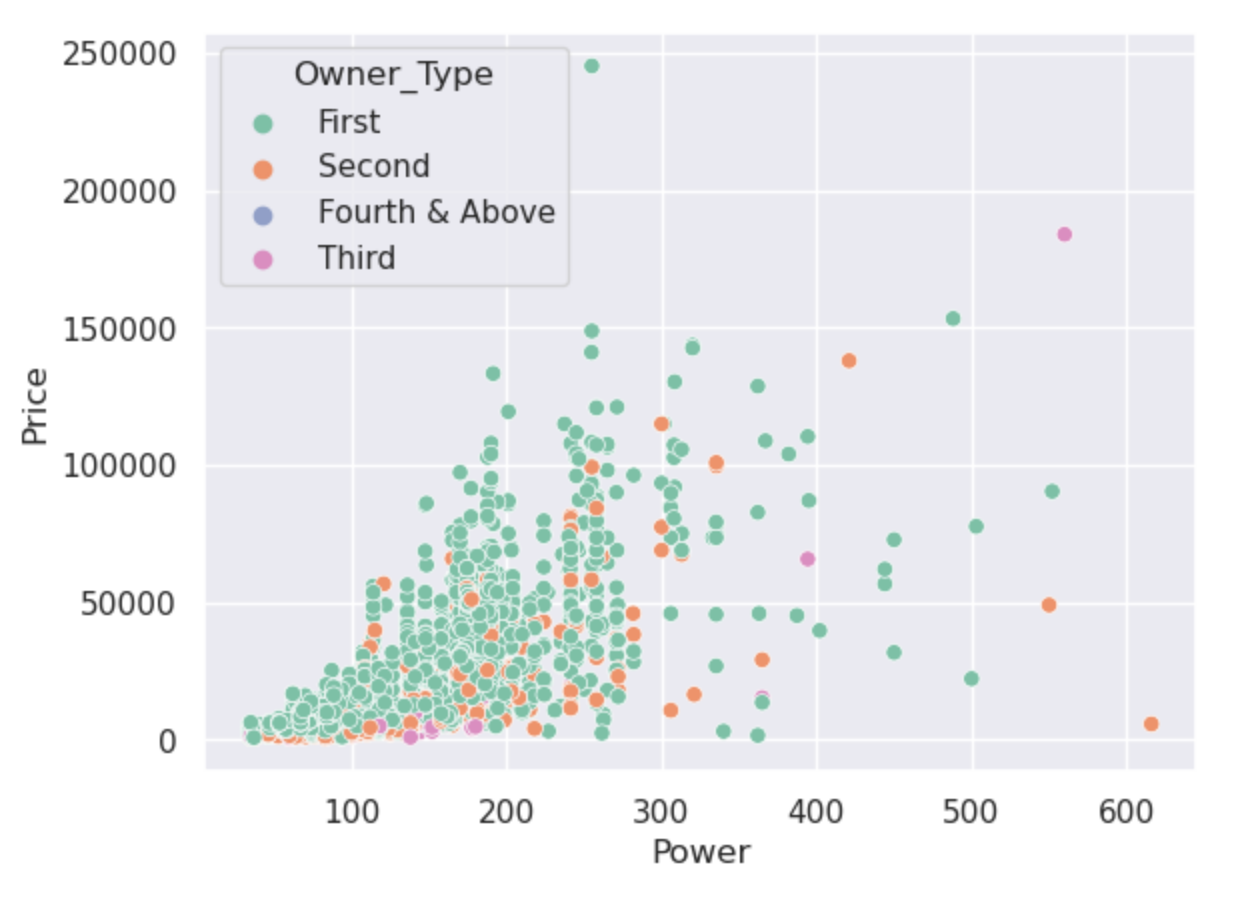 250000
200000
150000
100000
50000
0
Price
Owner_Type
First
Second
Fourth & Above
Third
100 200 300 400 500 600
Power